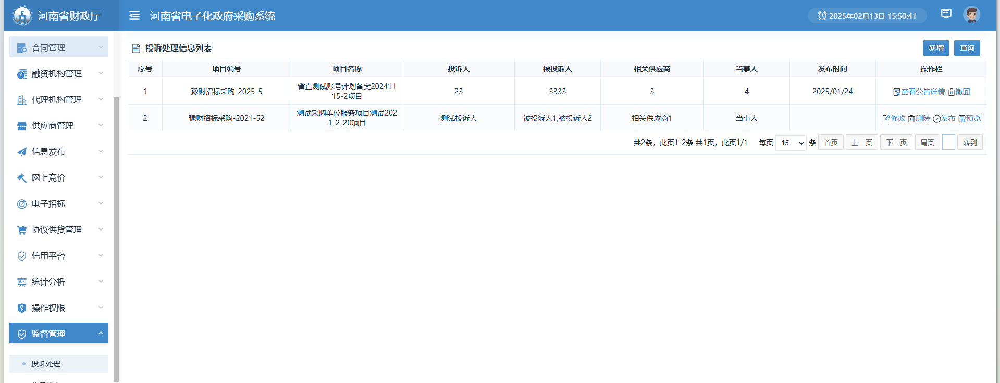 河南省财政厅
河南省电子化政府采购系统
2025年02月13日 15:50:41
合同管理
融资机构管理
代理机构管理
供应商管理
信息发布
网上竞价
电子招标
协议供货管理
信用平台
统计分析
操作权限
监督管理
投诉处理
投诉处理信息列表
新增 查询
序号 项目编号 项目名称 投诉人 被投诉人 相关供应商 当事人 发布时间 操作栏
1 豫财招标采购-2025-5 省直测试账号计划备案202411
15-2项目 23 3333 3 4 2025/01/24 查看公告详情 撤回
2 豫财招标采购-2021-52 测试采购单位服务项目测试202
1-2-20项目 测试投诉人 被投诉人1,被投诉人2 相关供应商1 当事人 修改 删除 发布 预览
共2条，此页1-2条 共1页，此页1/1 每页 15 条 首页 上一页 下一页 尾页 转到